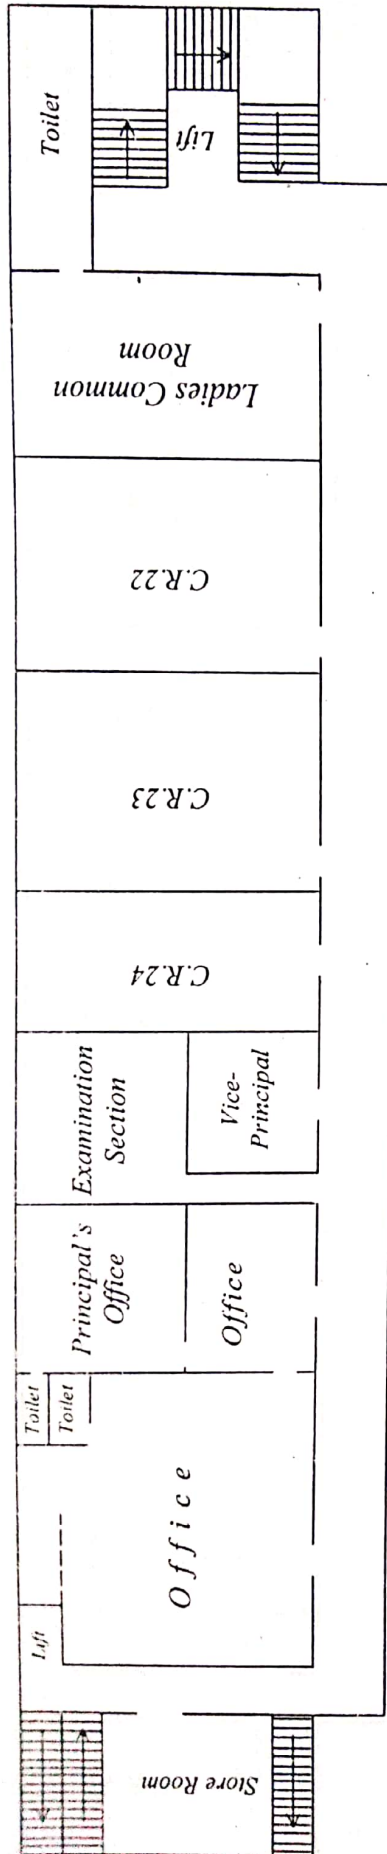 Toilet
Lift
Ladies Common
Room
C.R.22
C.R.23
C.R.24
Examination
Section
Vice-
Principal
Principal's
Office
Office
Toilet
Toilet
Office
Lift
Store Room